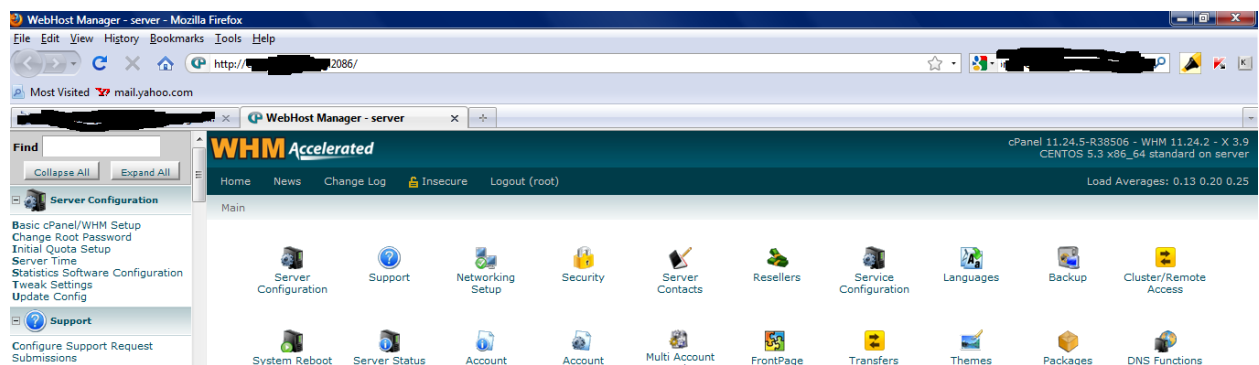 WebHost Manager - server - Mozilla Firefox
File Edit View History Bookmarks Tools Help
http:// 2086/
Most Visited mail.yahoo.com
WebHost Manager - server
Find
Collapse All Expand All
Server Configuration
Basic cPanel/WHM Setup
Change Root Password
Initial Quota Setup
Server Time
Statistics Software Configuration
Tweak Settings
Update Config
Support
Configure Support Request
Submissions
WHM Accelerated
cPanel 11.24.5-R38506 - WHM 11.24.2 - X 3.9
CENTOS 5.3 x86_64 standard on server
Home News Change Log Insecure Logout (root)
Load Averages: 0.13 0.20 0.25
Main
Server Configuration
Support
Networking Setup
Security
Server Contacts
Resellers
Service Configuration
Languages
Backup
Cluster/Remote Access
System Reboot
Server Status
Account
Account
Multi Account
FrontPage
Transfers
Themes
Packages
DNS Functions